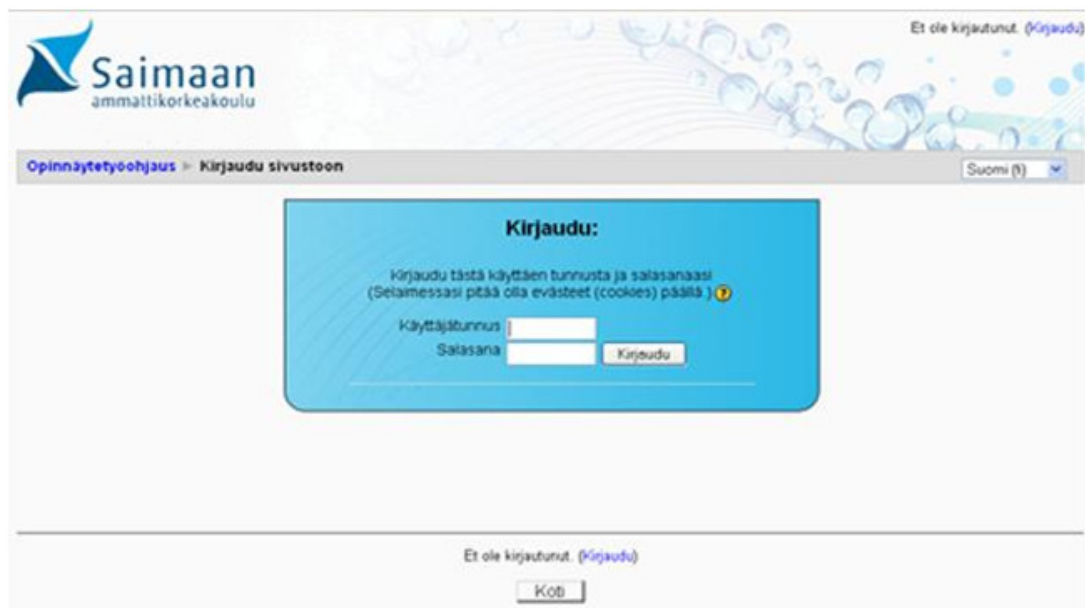 Et ole kirjautunut. (Kirjaudu)
Saimaan
ammattikorkeakoulu
Opinnäytetyöohjaus ► Kirjaudu sivustoon
Suomi (fi)
Kirjaudu:
Kirjaudu tästä käyttäen tunnusta ja salasanaasi
(Selaimessasi pitää olla evästeet (cookies) päällä.) ?
Käyttäjätunnus
Salasana Kirjaudu
Et ole kirjautunut. (Kirjaudu)
Koti